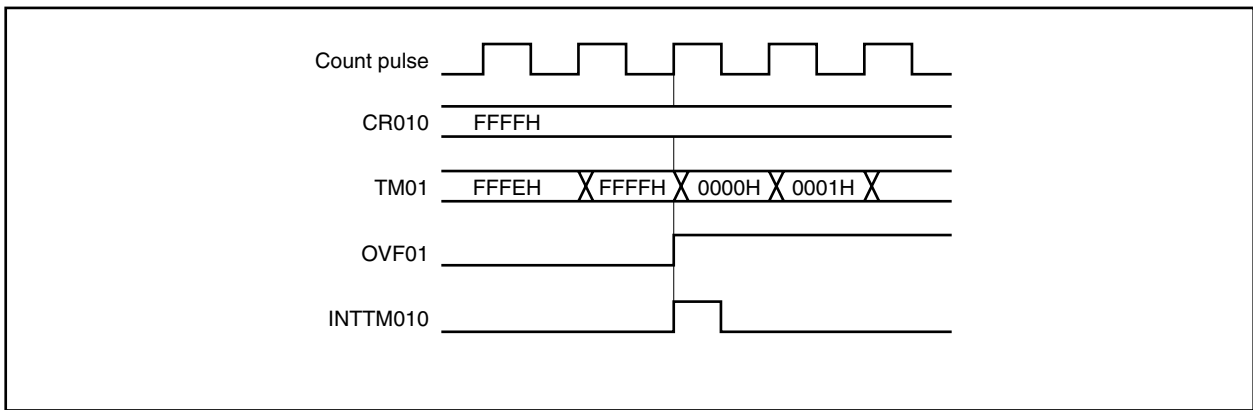 Count pulse
CR010 FFFFH
TM01 FFFEH FFFFH 0000H 0001H
OVF01
INTTM010